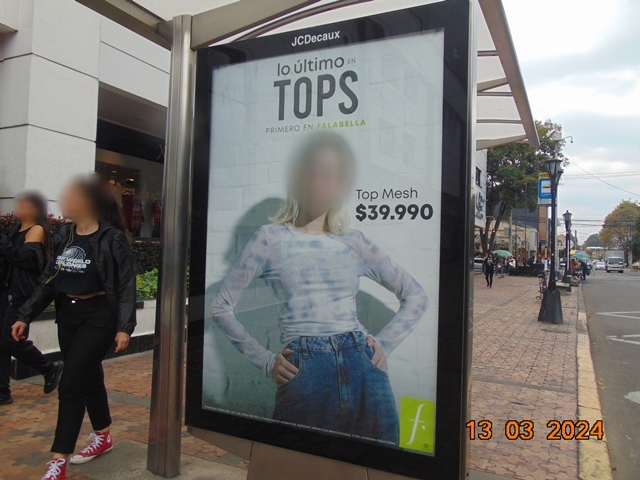 JCDecaux
lo último EN
TOPS
PRIMERO EN FALABELLA
Top Mesh
$39.990
f.
13 03 2024